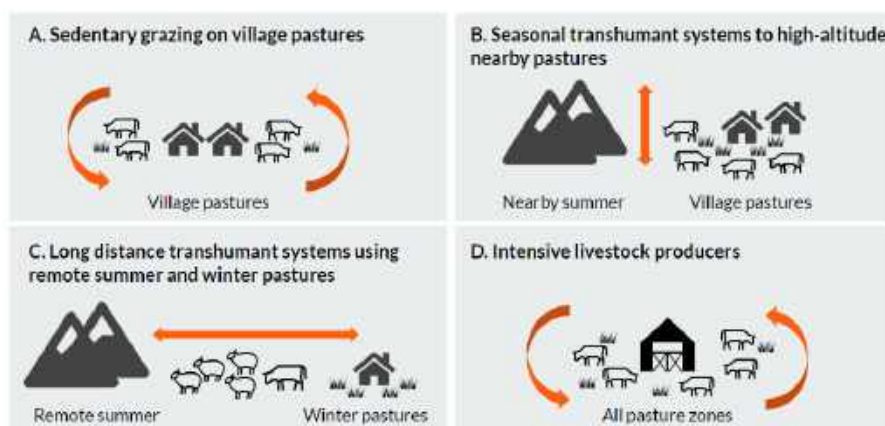 A. Sedentary grazing on village pastures
Village pastures
B. Seasonal transhumant systems to high-altitude
nearby pastures
Nearby summer
Village pastures
C. Long distance transhumant systems using
remote summer and winter pastures
Remote summer
Winter pastures
D. Intensive livestock producers
All pasture zones